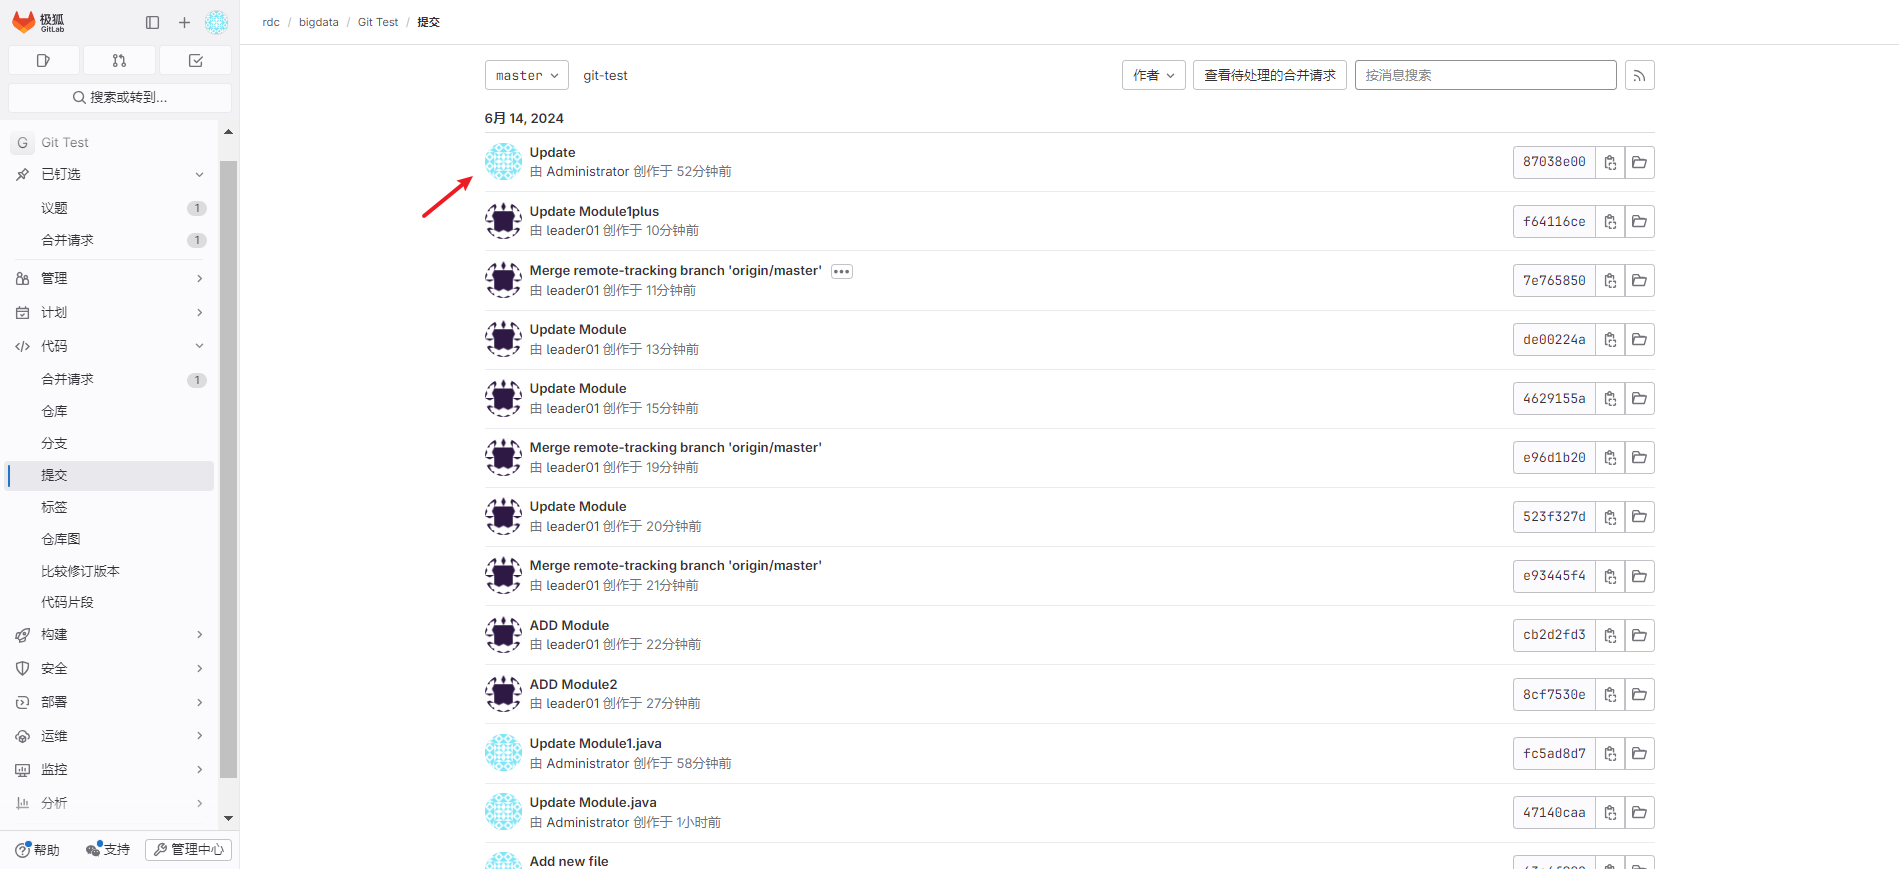 极狐
GitLab
搜索或转到...
G Git Test
已钉选
议题 1
合并请求 1
管理
计划
代码
合并请求 1
仓库
分支
提交
标签
仓库图
比较修订版本
代码片段
构建
安全
部署
运维
监控
分析
帮助 支持 管理中心
rdc / bigdata / Git Test / 提交
master git-test 作者 查看待处理的合并请求 按消息搜索
6月 14, 2024
Update
由 Administrator 创作于 52分钟前
87038e00
Update Module1plus
由 leader01 创作于 10分钟前
f64116ce
Merge remote-tracking branch 'origin/master'
由 leader01 创作于 11分钟前
7e765850
Update Module
由 leader01 创作于 13分钟前
de00224a
Update Module
由 leader01 创作于 15分钟前
4629155a
Merge remote-tracking branch 'origin/master'
由 leader01 创作于 19分钟前
e96d1b20
Update Module
由 leader01 创作于 20分钟前
523f327d
Merge remote-tracking branch 'origin/master'
由 leader01 创作于 21分钟前
e93445f4
ADD Module
由 leader01 创作于 22分钟前
cb2d2fd3
ADD Module2
由 leader01 创作于 27分钟前
8cf7530e
Update Module1.java
由 Administrator 创作于 58分钟前
fc5ad8d7
Update Module.java
由 Administrator 创作于 1小时前
47140caa
Add new file